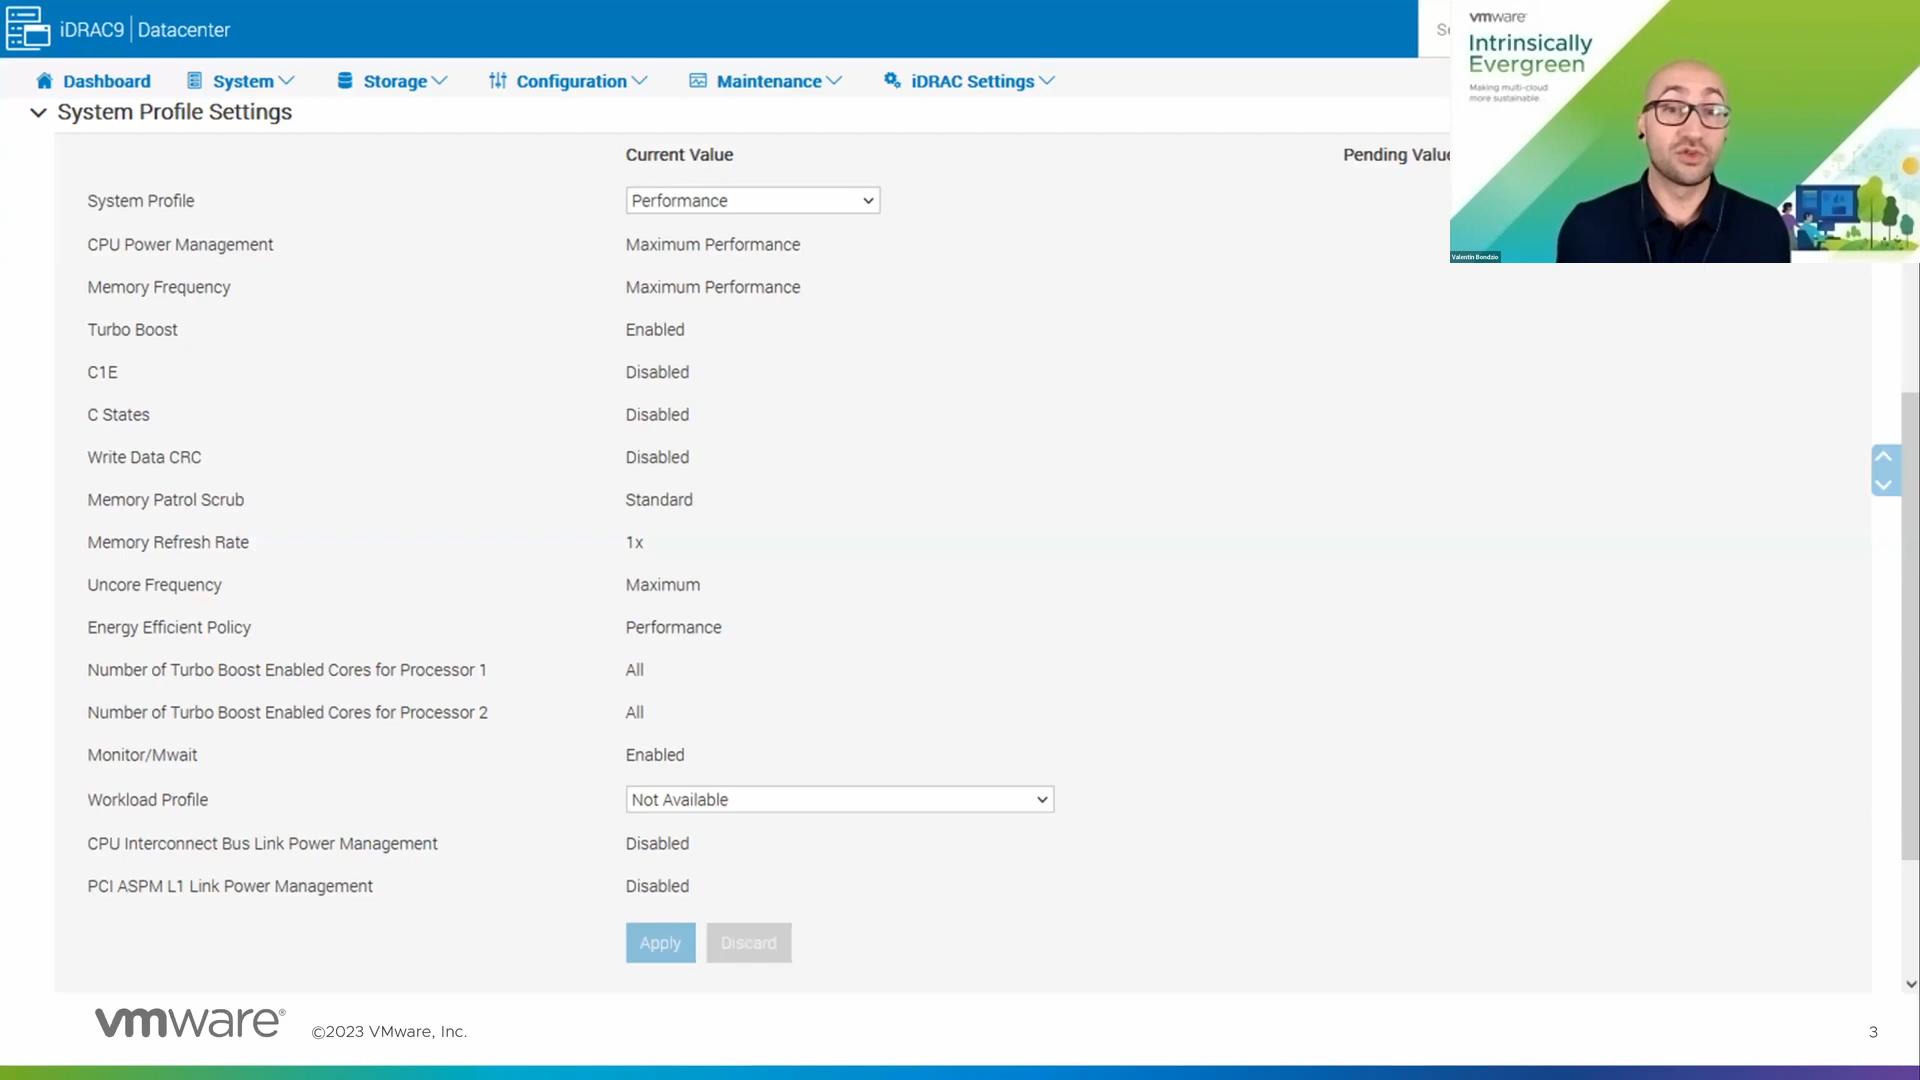 iDRAC9 | Datacenter
Dashboard System Storage Configuration Maintenance iDRAC Settings
System Profile Settings
Current Value Pending Value
System Profile Performance
CPU Power Management Maximum Performance
Memory Frequency Maximum Performance
Turbo Boost Enabled
C1E Disabled
C States Disabled
Write Data CRC Disabled
Memory Patrol Scrub Standard
Memory Refresh Rate 1x
Uncore Frequency Maximum
Energy Efficient Policy Performance
Number of Turbo Boost Enabled Cores for Processor 1 All
Number of Turbo Boost Enabled Cores for Processor 2 All
Monitor/Mwait Enabled
Workload Profile Not Available
CPU Interconnect Bus Link Power Management Disabled
PCI ASPM L1 Link Power Management Disabled
Apply Discard
vmware
Intrinsically
Evergreen
Making multi-cloud
more sustainable.
Valentin Bondzio
vmware® ©2023 VMware, Inc. 3